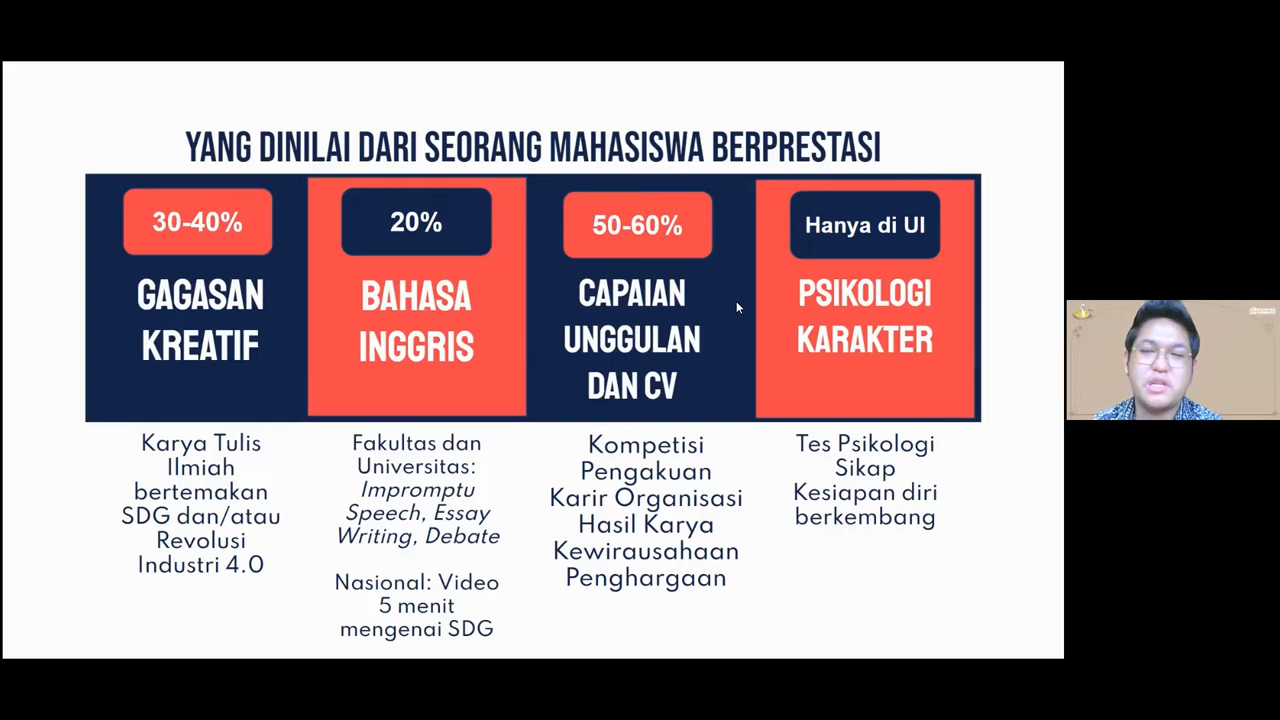 YANG DINILAI DARI SEORANG MAHASISWA BERPRESTASI
30-40%
GAGASAN
KREATIF
Karya Tulis
Ilmiah
bertemakan
SDG dan/atau
Revolusi
Industri 4.0
20%
BAHASA
INGGRIS
Fakultas dan
Universitas:
Impromptu
Speech, Essay
Writing, Debate
Nasional: Video
5 menit
mengenai SDG
50-60%
CAPAIAN
UNGGULAN
DAN CV
Kompetisi
Pengakuan
Karir Organisasi
Hasil Karya
Kewirausahaan
Penghargaan
Hanya di UI
PSIKOLOGI
KARAKTER
Tes Psikologi
Sikap
Kesiapan diri
berkembang